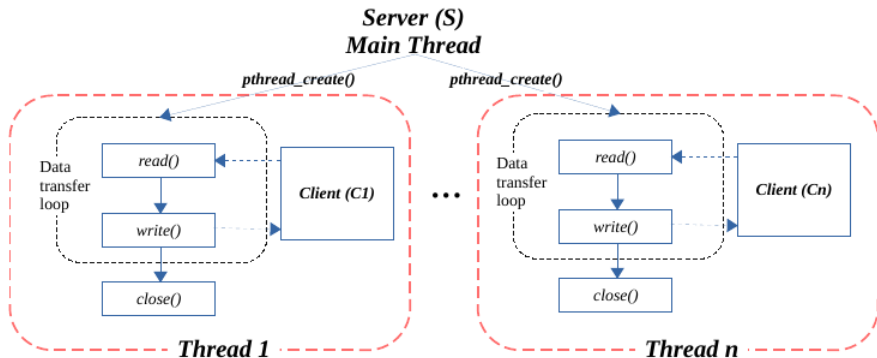 Server (S)
Main Thread
pthread_create()
pthread_create()
Data
transfer
loop
read()
write()
close()
Client (C1)
Thread 1
...
Data
transfer
loop
read()
write()
close()
Client (Cn)
Thread n